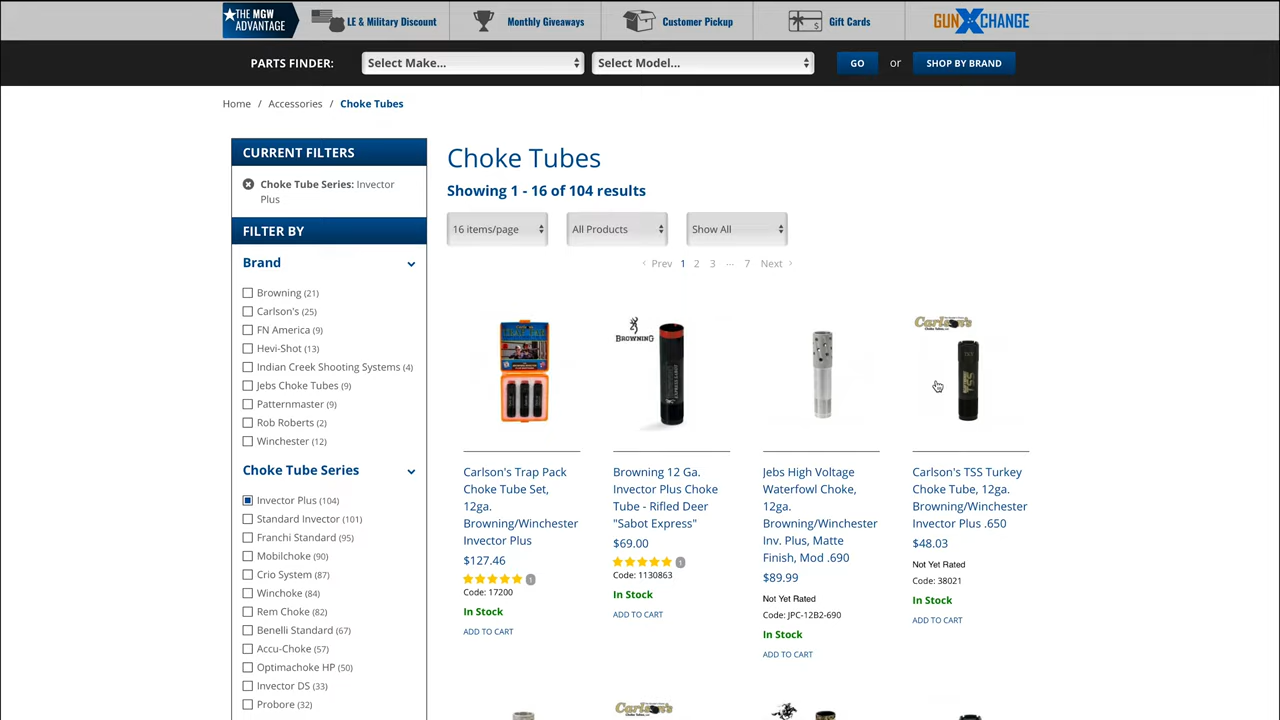 THE MGW
ADVANTAGE
LE & Military Discount
Monthly Giveaways
Customer Pickup
Gift Cards
GUNXCHANGE
PARTS FINDER:
Select Make...
Select Model...
GO
or
SHOP BY BRAND
Home / Accessories / Choke Tubes
CURRENT FILTERS
Choke Tube Series: Invector
Plus
FILTER BY
Brand
Browning (21)
Carlson's (25)
FN America (9)
Hevi-Shot (13)
Indian Creek Shooting Systems (4)
Jebs Choke Tubes (9)
Patternmaster (9)
Rob Roberts (2)
Winchester (12)
Choke Tube Series
Invector Plus (104)
Standard Invector (101)
Franchi Standard (95)
Mobilchoke (90)
Crio System (87)
Winchoke (84)
Rem Choke (82)
Benelli Standard (67)
Accu-Choke (57)
Optimachoke HP (50)
Invector DS (33)
Probore (32)
Choke Tubes
Showing 1 - 16 of 104 results
16 items/page
All Products
Show All
‹ Prev 1 2 3 ... 7 Next ›
Carlson's Trap Pack
Choke Tube Set,
12ga.
Browning/Winchester
Invector Plus
$127.46
1
Code: 17200
In Stock
ADD TO CART
BROWNING
Browning 12 Ga.
Invector Plus Choke
Tube - Rifled Deer
"Sabot Express"
$69.00
1
Code: 1130863
In Stock
ADD TO CART
Jebs High Voltage
Waterfowl Choke,
12ga.
Browning/Winchester
Inv. Plus, Matte
Finish, Mod .690
$89.99
Not Yet Rated
Code: JPC-12B2-690
In Stock
ADD TO CART
Carlson's
TSS
Carlson's TSS Turkey
Choke Tube, 12ga.
Browning/Winchester
Invector Plus .650
$48.03
Not Yet Rated
Code: 38021
In Stock
ADD TO CART
Carlson's